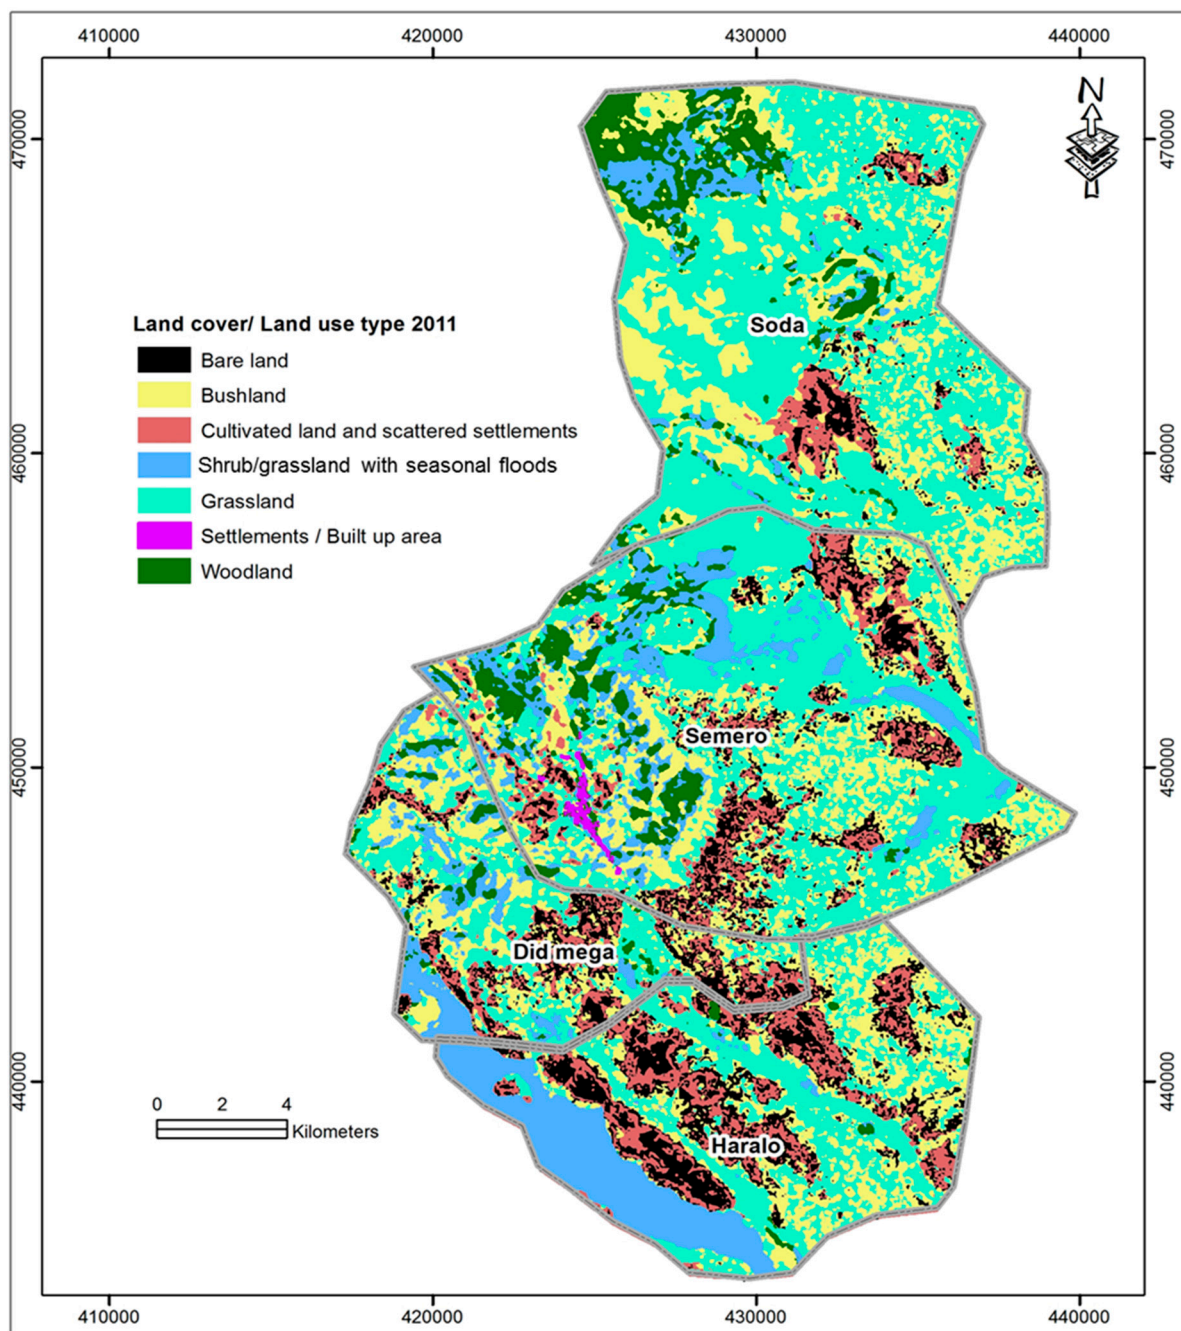 410000 420000 430000 440000
N
470000 470000
Soda
Land cover/ Land use type 2011
Bare land
Bushland
Cultivated land and scattered settlements
Shrub/grassland with seasonal floods
Grassland
Settlements / Built up area
Woodland
460000 460000
Semero
450000 450000
Did mega
440000 440000
0 2 4
Kilometers
Haralo
410000 420000 430000 440000